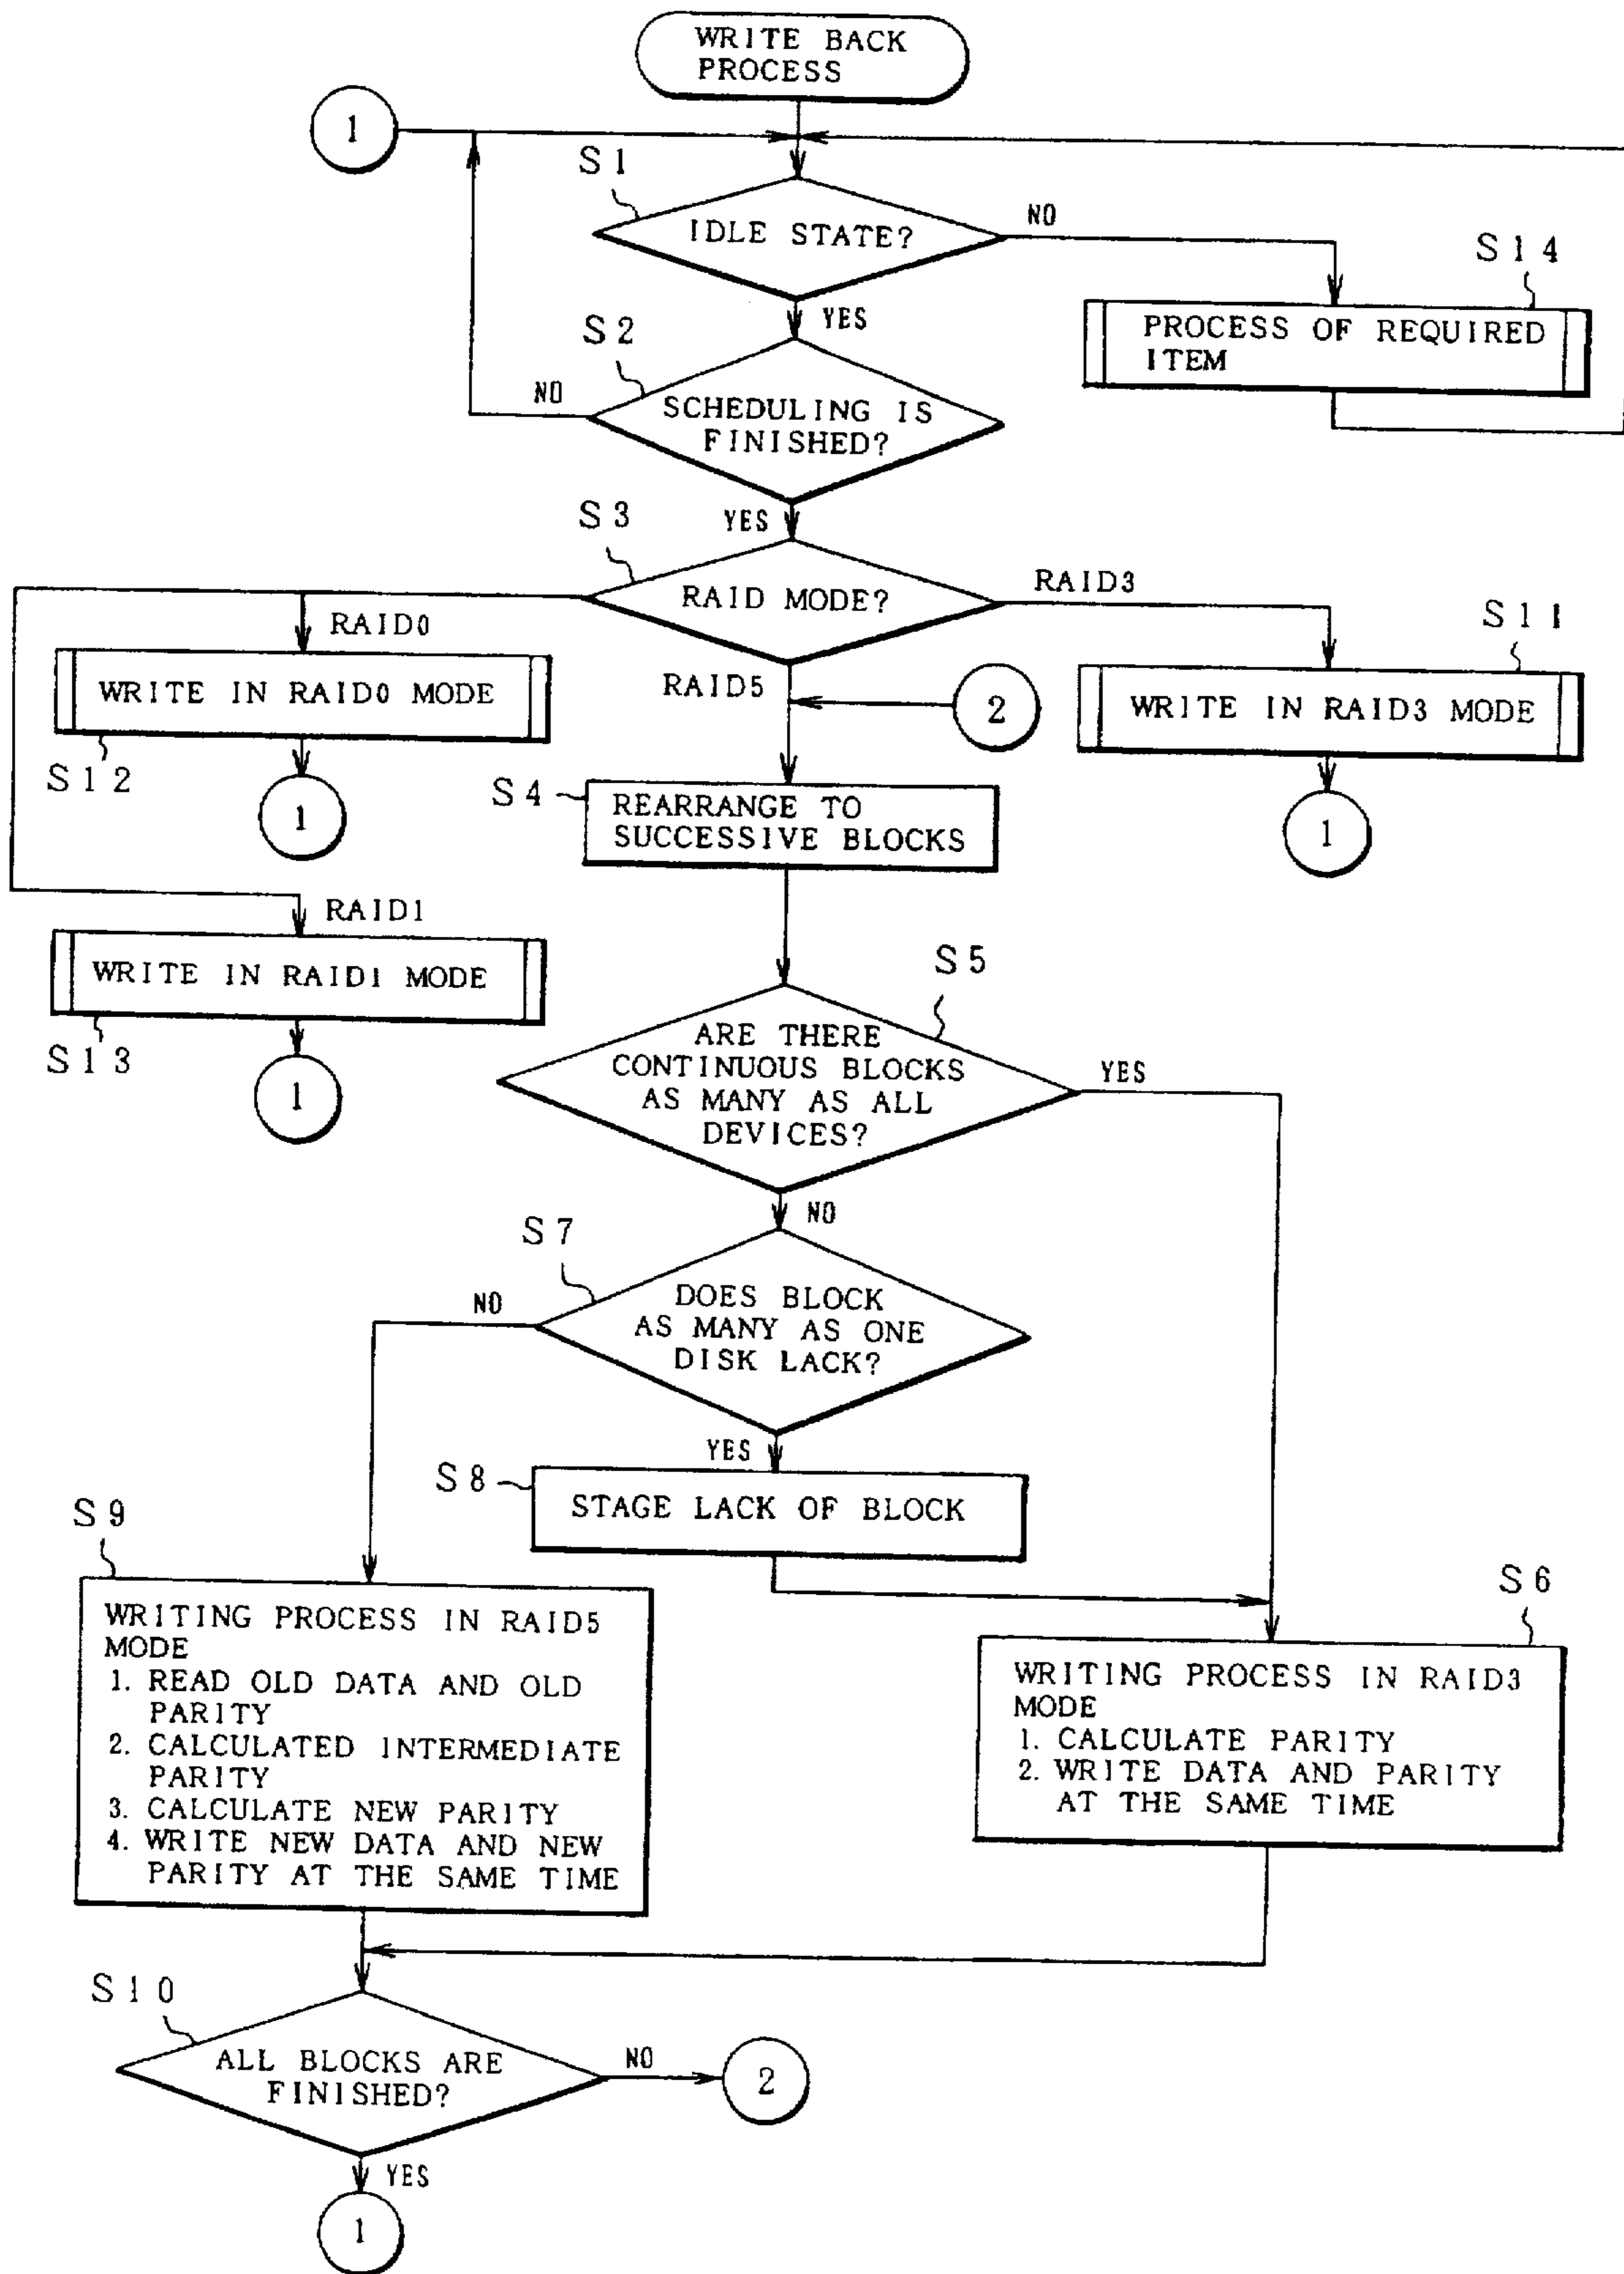 WRITE BACK
PROCESS
1
S1
IDLE STATE?
NO
YES
S14
PROCESS OF REQUIRED
ITEM
S2
NO
SCHEDULING IS
FINISHED?
YES
S3
RAID MODE?
RAID3
RAID0
RAID5
S11
WRITE IN RAID0 MODE
2
WRITE IN RAID3 MODE
S12
1
S4
REARRANGE TO
SUCCESSIVE BLOCKS
1
RAID1
WRITE IN RAID1 MODE
S13
1
S5
ARE THERE
CONTINUOUS BLOCKS
AS MANY AS ALL
DEVICES?
YES
NO
S7
NO
DOES BLOCK
AS MANY AS ONE
DISK LACK?
YES
S8
STAGE LACK OF BLOCK
S9
WRITING PROCESS IN RAID5
MODE
1. READ OLD DATA AND OLD
PARITY
2. CALCULATED INTERMEDIATE
PARITY
3. CALCULATE NEW PARITY
4. WRITE NEW DATA AND NEW
PARITY AT THE SAME TIME
S6
WRITING PROCESS IN RAID3
MODE
1. CALCULATE PARITY
2. WRITE DATA AND PARITY
AT THE SAME TIME
S10
ALL BLOCKS ARE
FINISHED?
NO
2
YES
1